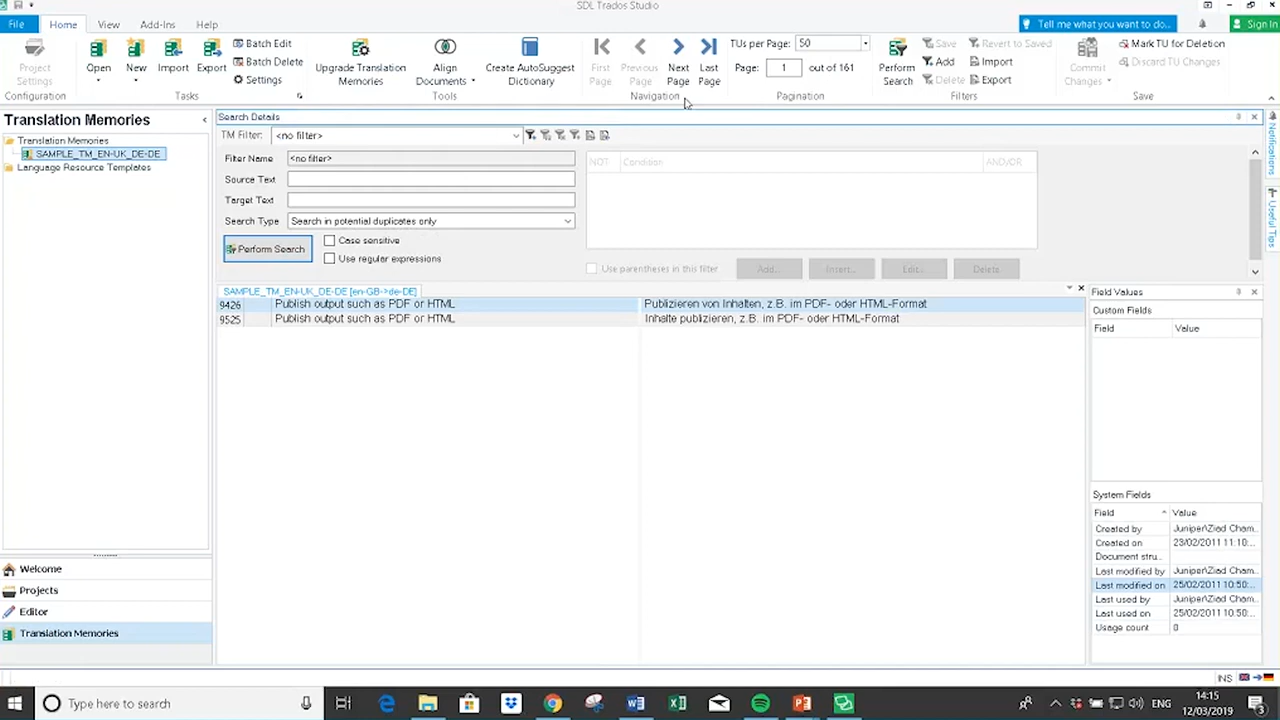 SDL Trados Studio
File Home View Add-Ins Help Tell me what you want to do... Sign In
Project Settings
Configuration
Open New Import Export
Batch Edit
Batch Delete
Settings
Tasks
Upgrade Translation Memories
Align Documents
Create AutoSuggest Dictionary
Tools
First Page
Previous Page
Next Page
Last Page
Navigation
TUs per Page: 50
Page: 1 out of 161
Pagination
Perform Search
Save Revert to Saved
Add Import
Delete Export
Filters
Commit Changes
Mark TU for Deletion
Discard TU Changes
Save
Translation Memories
Translation Memories
SAMPLE_TM_EN-UK_DE-DE
Language Resource Templates
Welcome
Projects
Editor
Translation Memories
Search Details
TM Filter: <no filter>
Filter Name <no filter>
Source Text
Target Text
Search Type Search in potential duplicates only
Perform Search
Case sensitive
Use regular expressions
NOT Condition AND/OR
Use parentheses in this filter Add... Insert... Edit... Delete
SAMPLE_TM_EN-UK_DE-DE [en-GB->de-DE]
9426 Publish output such as PDF or HTML Publizieren von Inhalten, z.B. im PDF- oder HTML-Format
9525 Publish output such as PDF or HTML Inhalte publizieren, z.B. im PDF- oder HTML-Format
Field Values
Custom Fields
Field Value
System Fields
Field Value
Created by Juniper\Ziad Cham...
Created on 23/02/2011 11:10:...
Document stru...
Last modified by Juniper\Ziad Cham...
Last modified on 25/02/2011 10:50:...
Last used by Juniper\Ziad Cham...
Last used on 25/02/2011 10:50:...
Usage count 0
Notifications
Useful Tips
INS
Type here to search
ENG
14:15
12/03/2019
3